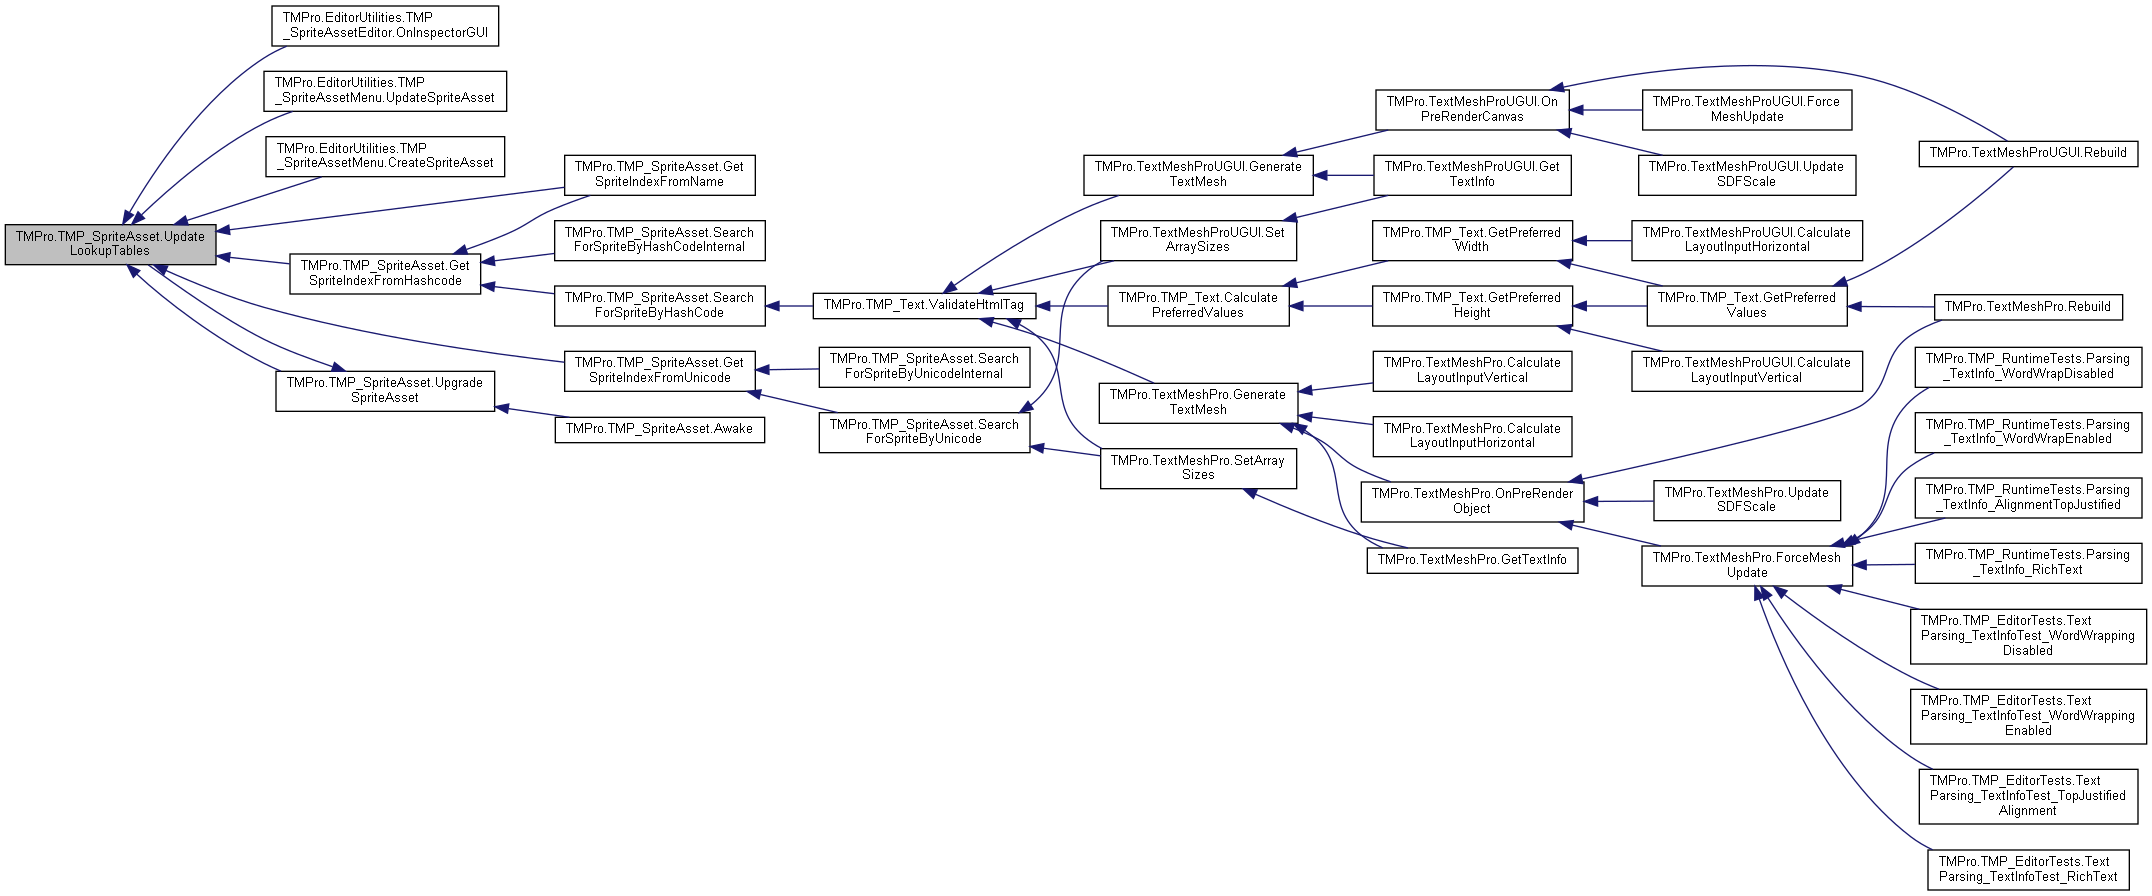 TMPro.EditorUtilities.TMP
_SpriteAssetEditor.OnInspectorGUI
TMPro.EditorUtilities.TMP
_SpriteAssetMenu.UpdateSpriteAsset
TMPro.EditorUtilities.TMP
_SpriteAssetMenu.CreateSpriteAsset
TMPro.TMP_SpriteAsset.Update
LookupTables
TMPro.TMP_SpriteAsset.Get
SpriteIndexFromHashcode
TMPro.TMP_SpriteAsset.Upgrade
SpriteAsset
TMPro.TMP_SpriteAsset.Get
SpriteIndexFromName
TMPro.TMP_SpriteAsset.Search
ForSpriteByHashCodeInternal
TMPro.TMP_SpriteAsset.Search
ForSpriteByHashCode
TMPro.TMP_SpriteAsset.Get
SpriteIndexFromUnicode
TMPro.TMP_SpriteAsset.Awake
TMPro.TMP_Text.ValidateHtmlTag
TMPro.TMP_SpriteAsset.Search
ForSpriteByUnicodeInternal
TMPro.TMP_SpriteAsset.Search
ForSpriteByUnicode
TMPro.TextMeshProUGUI.Generate
TextMesh
TMPro.TextMeshProUGUI.Set
ArraySizes
TMPro.TMP_Text.Calculate
PreferredValues
TMPro.TextMeshPro.Generate
TextMesh
TMPro.TextMeshPro.SetArray
Sizes
TMPro.TextMeshProUGUI.On
PreRenderCanvas
TMPro.TextMeshProUGUI.Get
TextInfo
TMPro.TMP_Text.GetPreferred
Width
TMPro.TMP_Text.GetPreferred
Height
TMPro.TextMeshPro.Calculate
LayoutInputVertical
TMPro.TextMeshPro.Calculate
LayoutInputHorizontal
TMPro.TextMeshPro.OnPreRender
Object
TMPro.TextMeshPro.GetTextInfo
TMPro.TextMeshProUGUI.Force
MeshUpdate
TMPro.TextMeshProUGUI.Update
SDFScale
TMPro.TextMeshProUGUI.Calculate
LayoutInputHorizontal
TMPro.TMP_Text.GetPreferred
Values
TMPro.TextMeshProUGUI.Calculate
LayoutInputVertical
TMPro.TextMeshPro.Update
SDFScale
TMPro.TextMeshPro.ForceMesh
Update
TMPro.TextMeshProUGUI.Rebuild
TMPro.TextMeshPro.Rebuild
TMPro.TMP_RuntimeTests.Parsing
_TextInfo_WordWrapDisabled
TMPro.TMP_RuntimeTests.Parsing
_TextInfo_WordWrapEnabled
TMPro.TMP_RuntimeTests.Parsing
_TextInfo_AlignmentTopJustified
TMPro.TMP_RuntimeTests.Parsing
_TextInfo_RichText
TMPro.TMP_EditorTests.Text
Parsing_TextInfoTest_WordWrapping
Disabled
TMPro.TMP_EditorTests.Text
Parsing_TextInfoTest_WordWrapping
Enabled
TMPro.TMP_EditorTests.Text
Parsing_TextInfoTest_TopJustified
Alignment
TMPro.TMP_EditorTests.Text
Parsing_TextInfoTest_RichText